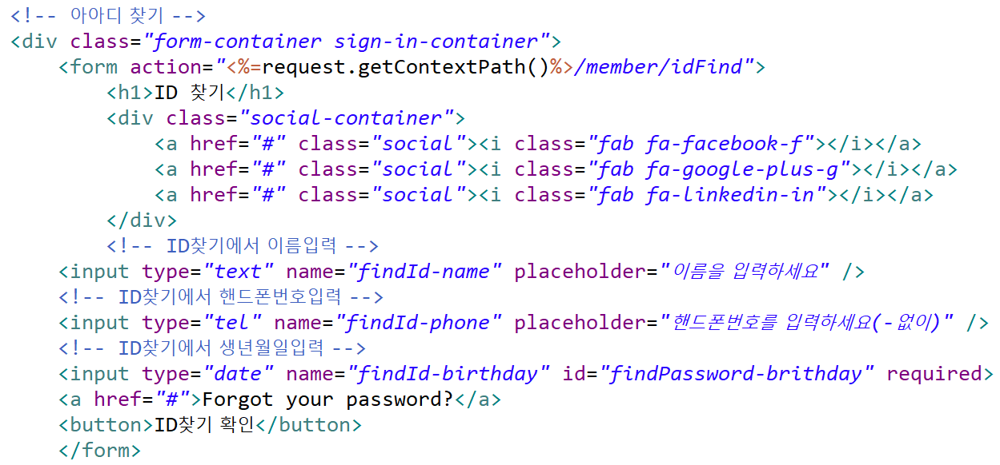 <!-- 아아디 찾기 -->
<div class="form-container sign-in-container">
<form action="<%=request.getContextPath()%>/member/idFind">
<h1>ID 찾기</h1>
<div class="social-container">
<a href="#" class="social"><i class="fab fa-facebook-f"></i></a>
<a href="#" class="social"><i class="fab fa-google-plus-g"></i></a>
<a href="#" class="social"><i class="fab fa-linkedin-in"></i></a>
</div>
<!-- ID찾기에서 이름입력 -->
<input type="text" name="findId-name" placeholder="이름을 입력하세요" />
<!-- ID찾기에서 핸드폰번호입력 -->
<input type="tel" name="findId-phone" placeholder="핸드폰번호를 입력하세요(-없이)" />
<!-- ID찾기에서 생년월일입력 -->
<input type="date" name="findId-birthday" id="findPassword-brithday" required>
<a href="#">Forgot your password?</a>
<button>ID찾기 확인</button>
</form>